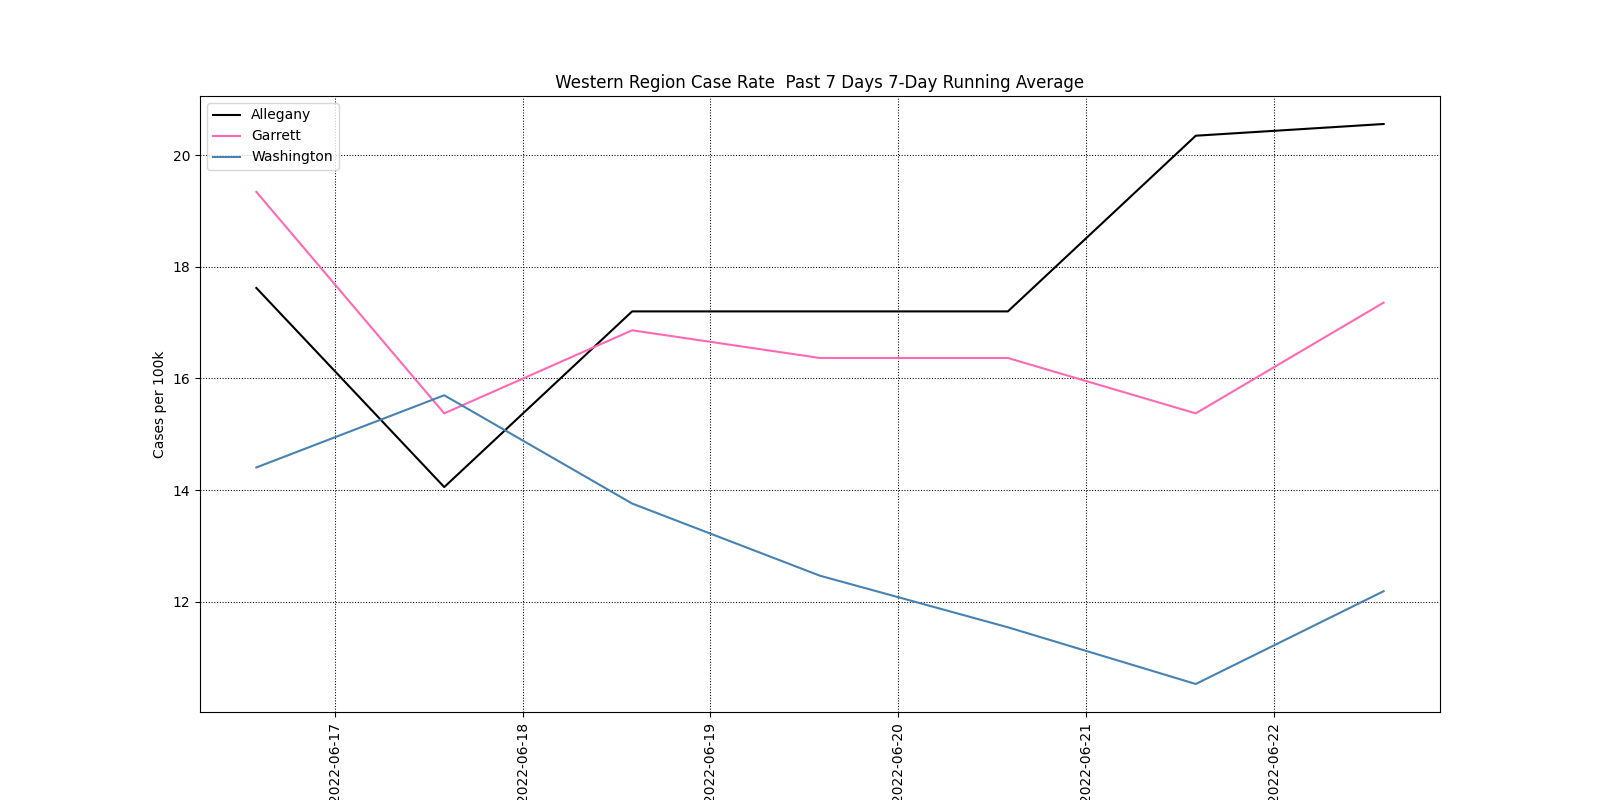 Western Region Case Rate  Past 7 Days 7-Day Running Average
Allegany
Garrett
Washington
Cases per 100k
20
18
16
14
12
2022-06-17
2022-06-18
2022-06-19
2022-06-20
2022-06-21
2022-06-22